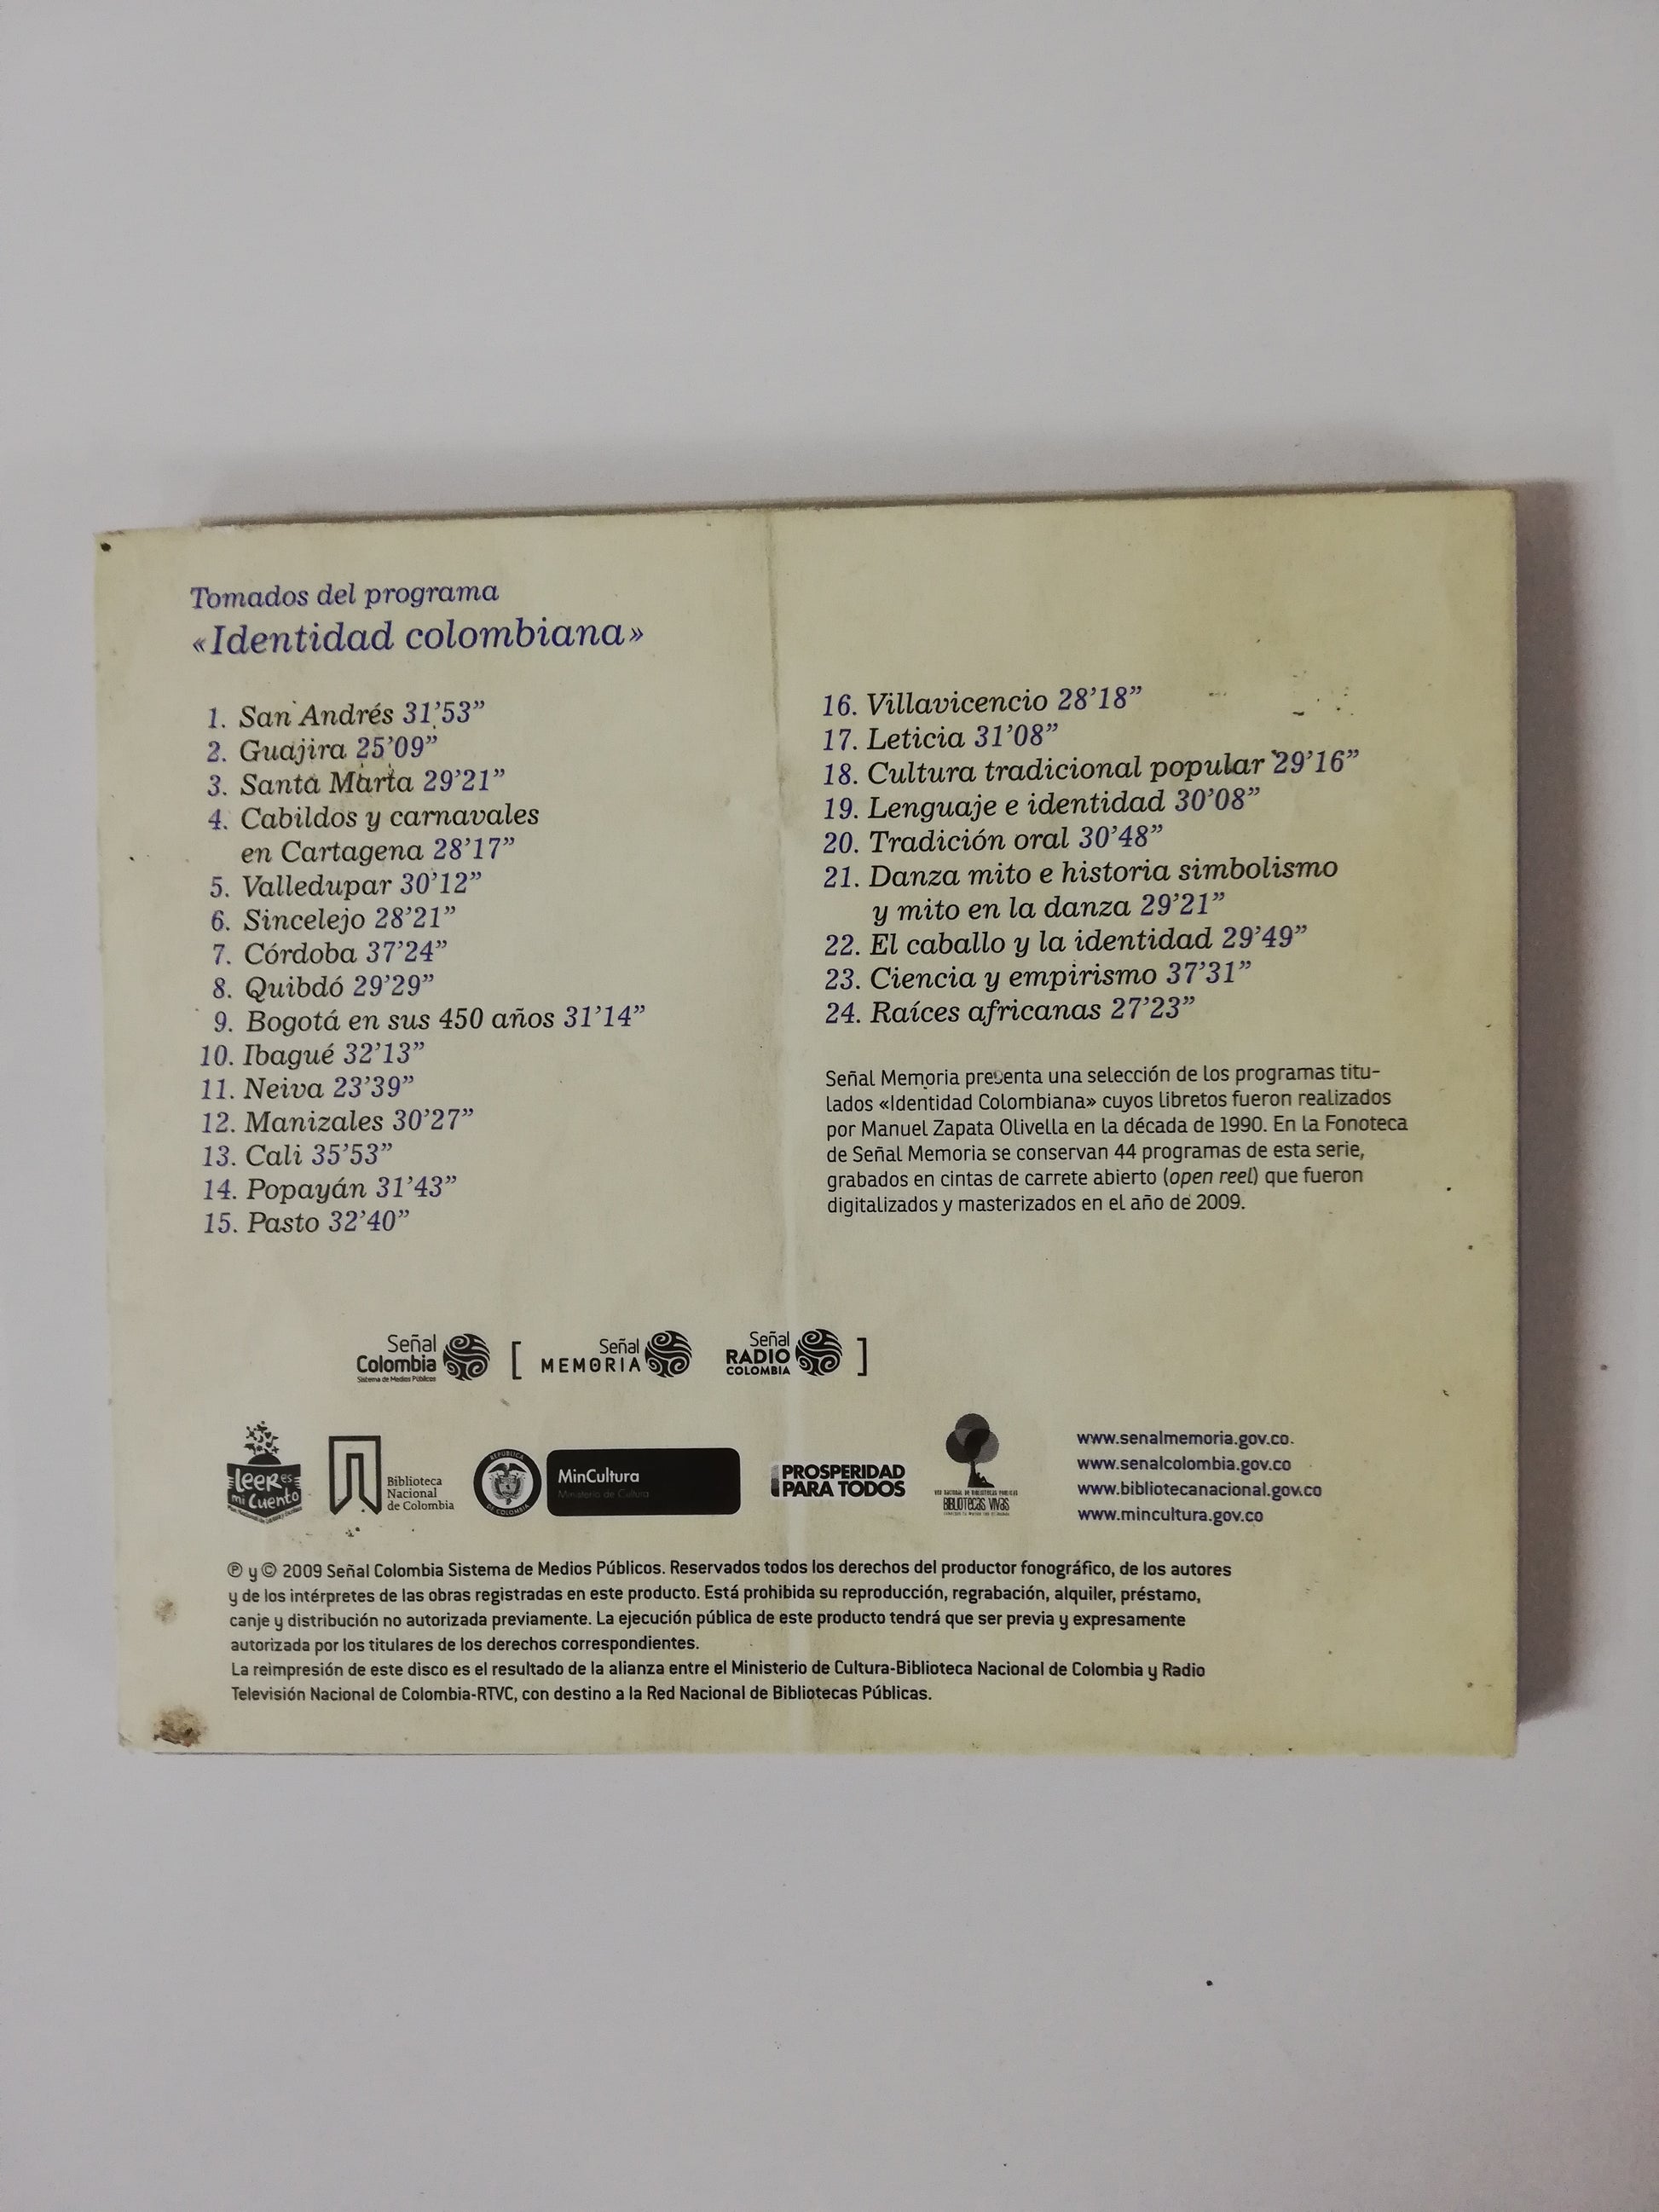 Tomados del programa
«Identidad colombiana»
1. San Andrés 31’53”
2. Guajira 25’09”
3. Santa Marta 29’21”
4. Cabildos y carnavales
en Cartagena 28’17”
5. Valledupar 30’12”
6. Sincelejo 28’21”
7. Córdoba 37’24”
8. Quibdó 29’29”
9. Bogotá en sus 450 años 31’14”
10. Ibagué 32’13”
11. Neiva 23’39”
12. Manizales 30’27”
13. Cali 35’53”
14. Popayán 31’43”
15. Pasto 32’40”
16. Villavicencio 28’18”
17. Leticia 31’08”
18. Cultura tradicional popular 29’16”
19. Lenguaje e identidad 30’08”
20. Tradición oral 30’48”
21. Danza mito e historia simbolismo
y mito en la danza 29’21”
22. El caballo y la identidad 29’49”
23. Ciencia y empirismo 37’31”
24. Raíces africanas 27’23”
Señal Memoria presenta una selección de los programas titu-
lados «Identidad Colombiana» cuyos libretos fueron realizados
por Manuel Zapata Olivella en la década de 1990. En la Fonoteca
de Señal Memoria se conservan 44 programas de esta serie,
grabados en cintas de carrete abierto (open reel) que fueron
digitalizados y masterizados en el año de 2009.
Señal
Colombia
Sistema de Medios Públicos
[ Señal
MEMORIA
Señal
RADIO
COLOMBIA ]
leer es
mi cuento
Biblioteca
Nacional
de Colombia
REPÚBLICA
DE COLOMBIA
MinCultura
Ministerio de Cultura
PROSPERIDAD
PARA TODOS
RED NACIONAL DE BIBLIOTECAS PÚBLICAS
BIBLIOTECAS VIVAS
www.senalmemoria.gov.co.
www.senalcolombia.gov.co
www.bibliotecanacional.gov.co
www.mincultura.gov.co
℗ y © 2009 Señal Colombia Sistema de Medios Públicos. Reservados todos los derechos del productor fonográfico, de los autores
y de los intérpretes de las obras registradas en este producto. Está prohibida su reproducción, regrabación, alquiler, préstamo,
canje y distribución no autorizada previamente. La ejecución pública de este producto tendrá que ser previa y expresamente
autorizada por los titulares de los derechos correspondientes.
La reimpresión de este disco es el resultado de la alianza entre el Ministerio de Cultura-Biblioteca Nacional de Colombia y Radio
Televisión Nacional de Colombia-RTVC, con destino a la Red Nacional de Bibliotecas Públicas.